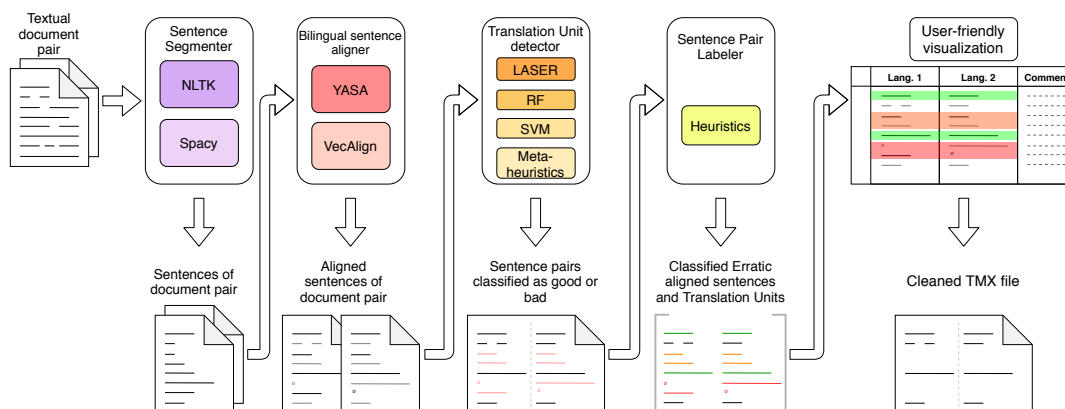 Textual
document
pair
Sentence
Segmenter
NLTK
Spacy
Bilingual sentence
aligner
YASA
VecAlign
Translation Unit
detector
LASER
RF
SVM
Meta-
heuristics
Sentence Pair
Labeler
Heuristics
User-friendly
visualization
Lang. 1
Lang. 2
Commen
Sentences of
document pair
Aligned
sentences of
document pair
Sentence pairs
classified as good or
bad
Classified Erratic
aligned sentences
and Translation Units
Cleaned TMX file